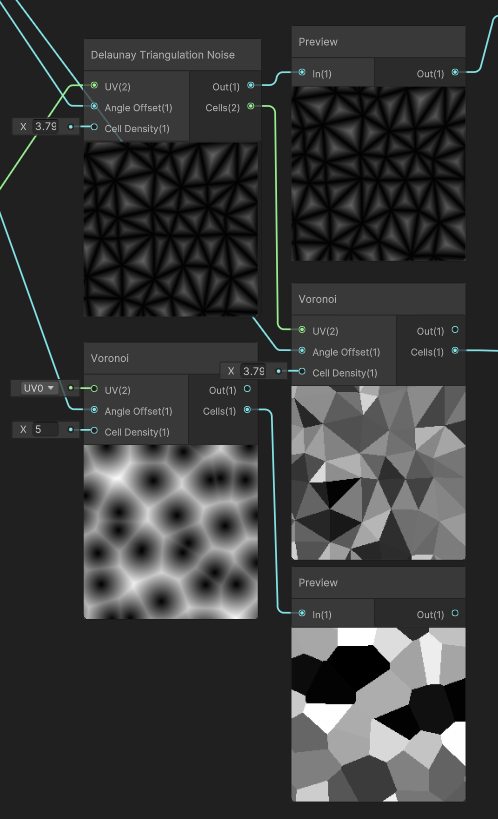 Delaunay Triangulation Noise
UV(2)
Out(1)
Angle Offset(1)
Cells(2)
X 3.79
Cell Density(1)
Preview
In(1)
Out(1)
Voronoi
UV(2)
Out(1)
Angle Offset(1)
Cells(1)
X 3.79
Cell Density(1)
Voronoi
UV0
UV(2)
Out(1)
Angle Offset(1)
Cells(1)
X 5
Cell Density(1)
Preview
In(1)
Out(1)